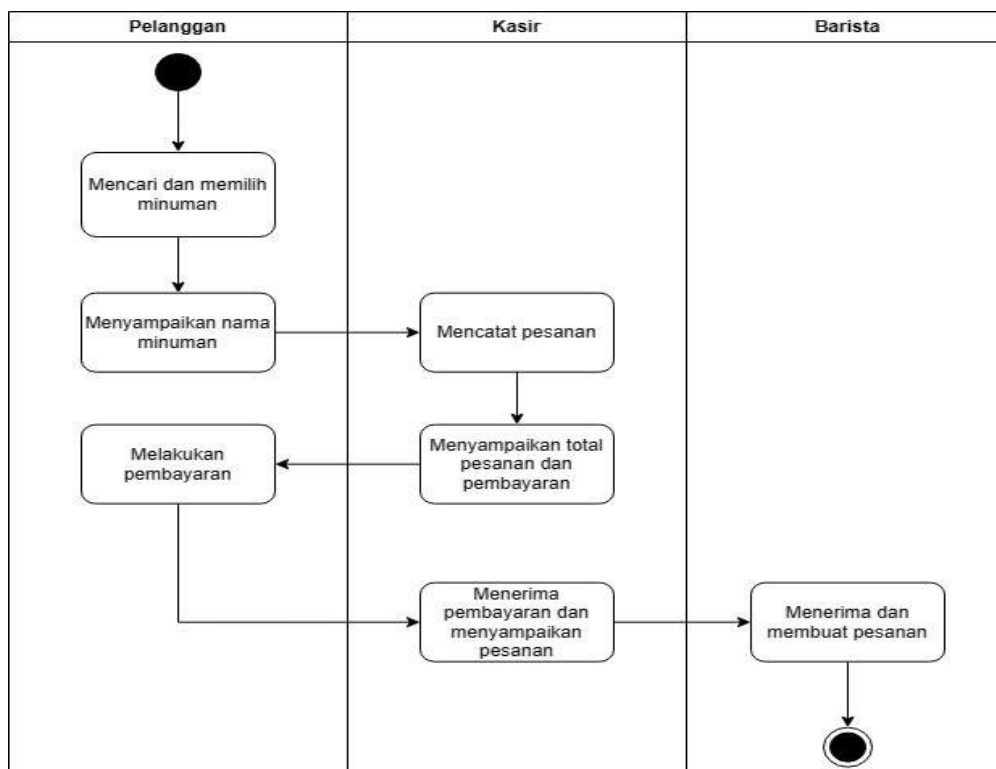 Pelanggan
Kasir
Barista
Mencari dan memilih
minuman
Menyampaikan nama
minuman
Mencatat pesanan
Melakukan
pembayaran
Menyampaikan total
pesanan dan
pembayaran
Menerima
pembayaran dan
menyampaikan
pesanan
Menerima dan
membuat pesanan